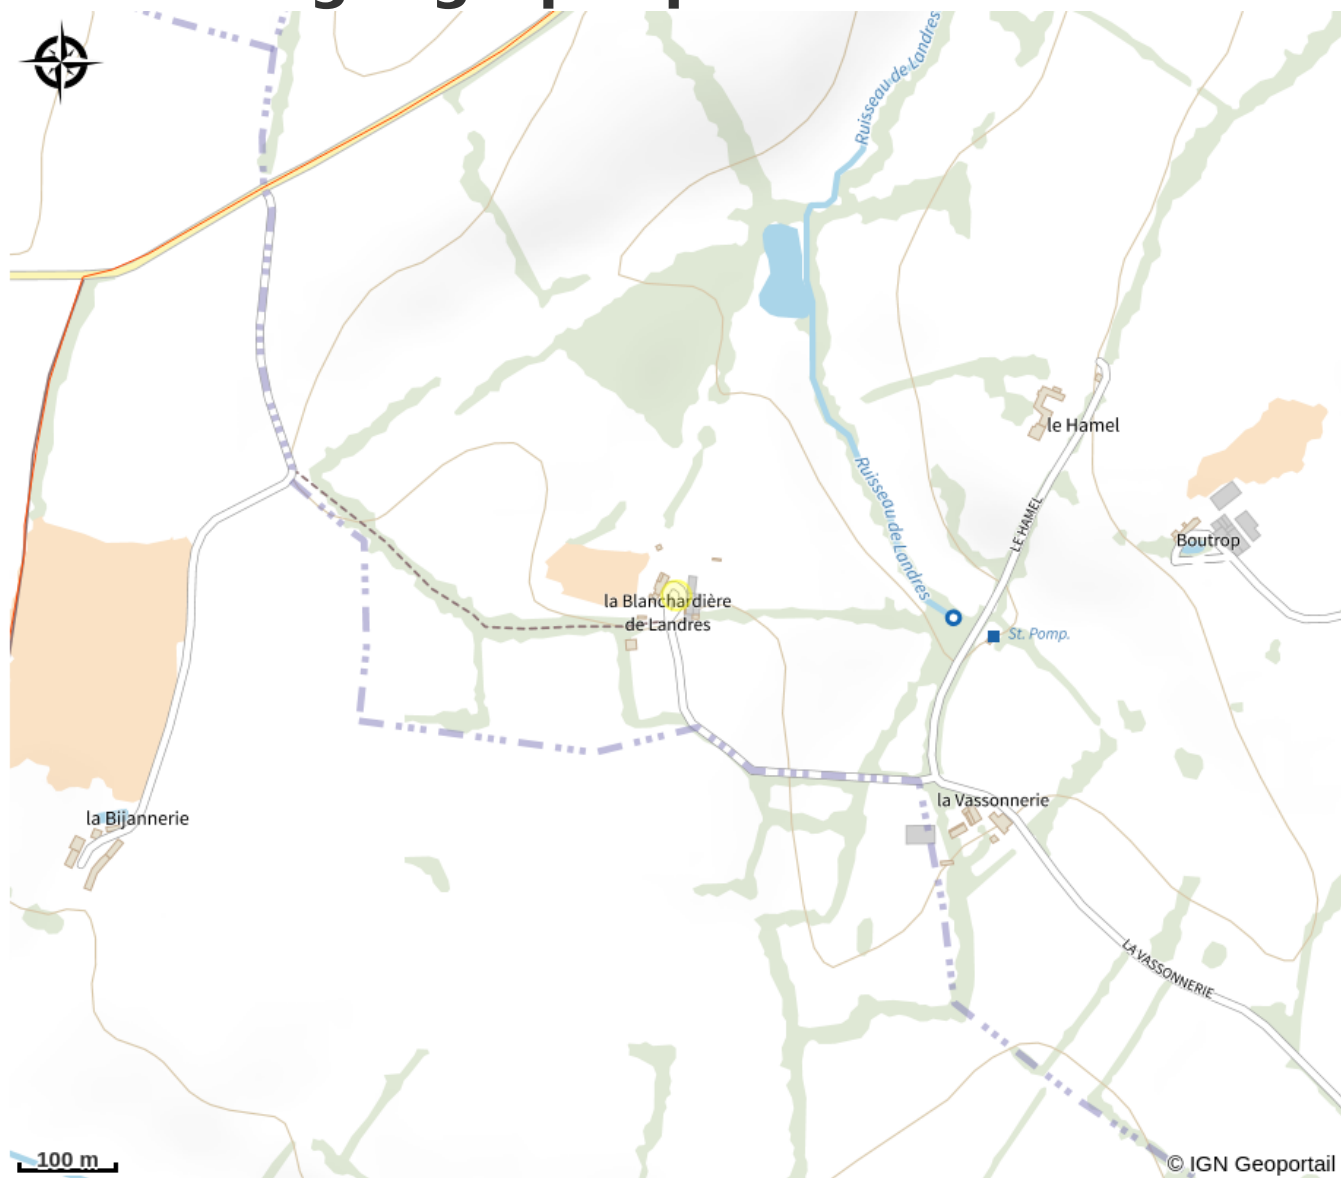 Ruisseau de Landres
le Hamel
Ruisseau de Landres
LE HAMEL
Boutrop
la Blanchardière
de Landres
St. Pomp.
la Vassonnerie
la Bijannerie
LA VASSONNERIE
100 m
© IGN Geoportail